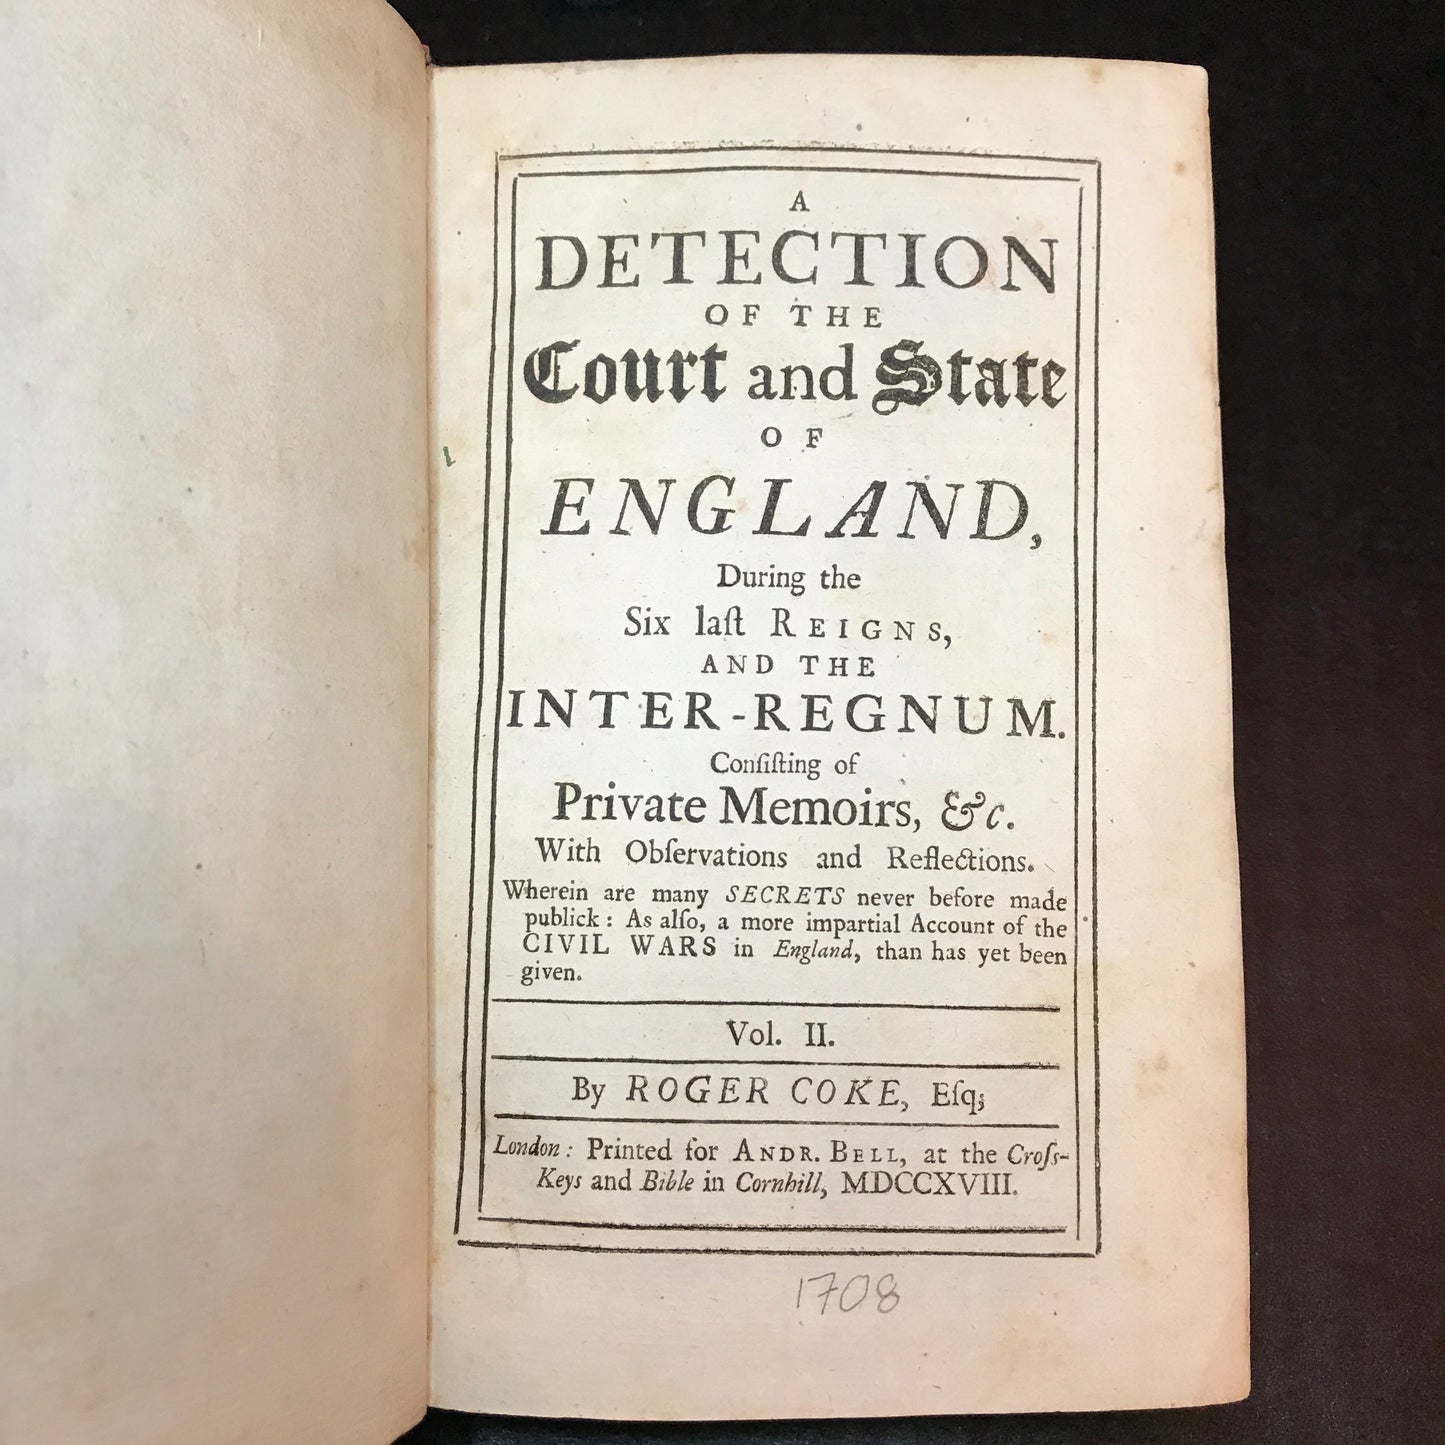 A
DETECTION
OF THE
Court and State
OF
ENGLAND,
During the
Six laſt REIGNS,
AND THE
INTER-REGNUM.
Conſiſting of
Private Memoirs, &c.
With Obſervations and Reflections.
Wherein are many SECRETS never before made
publick: As alſo, a more impartial Account of the
CIVIL WARS in England, than has yet been
given.
Vol. II.
By ROGER COKE, Eſq;
London: Printed for ANDR. BELL, at the Croſs-
Keys and Bible in Cornhill, MDCCXVIII.
1708